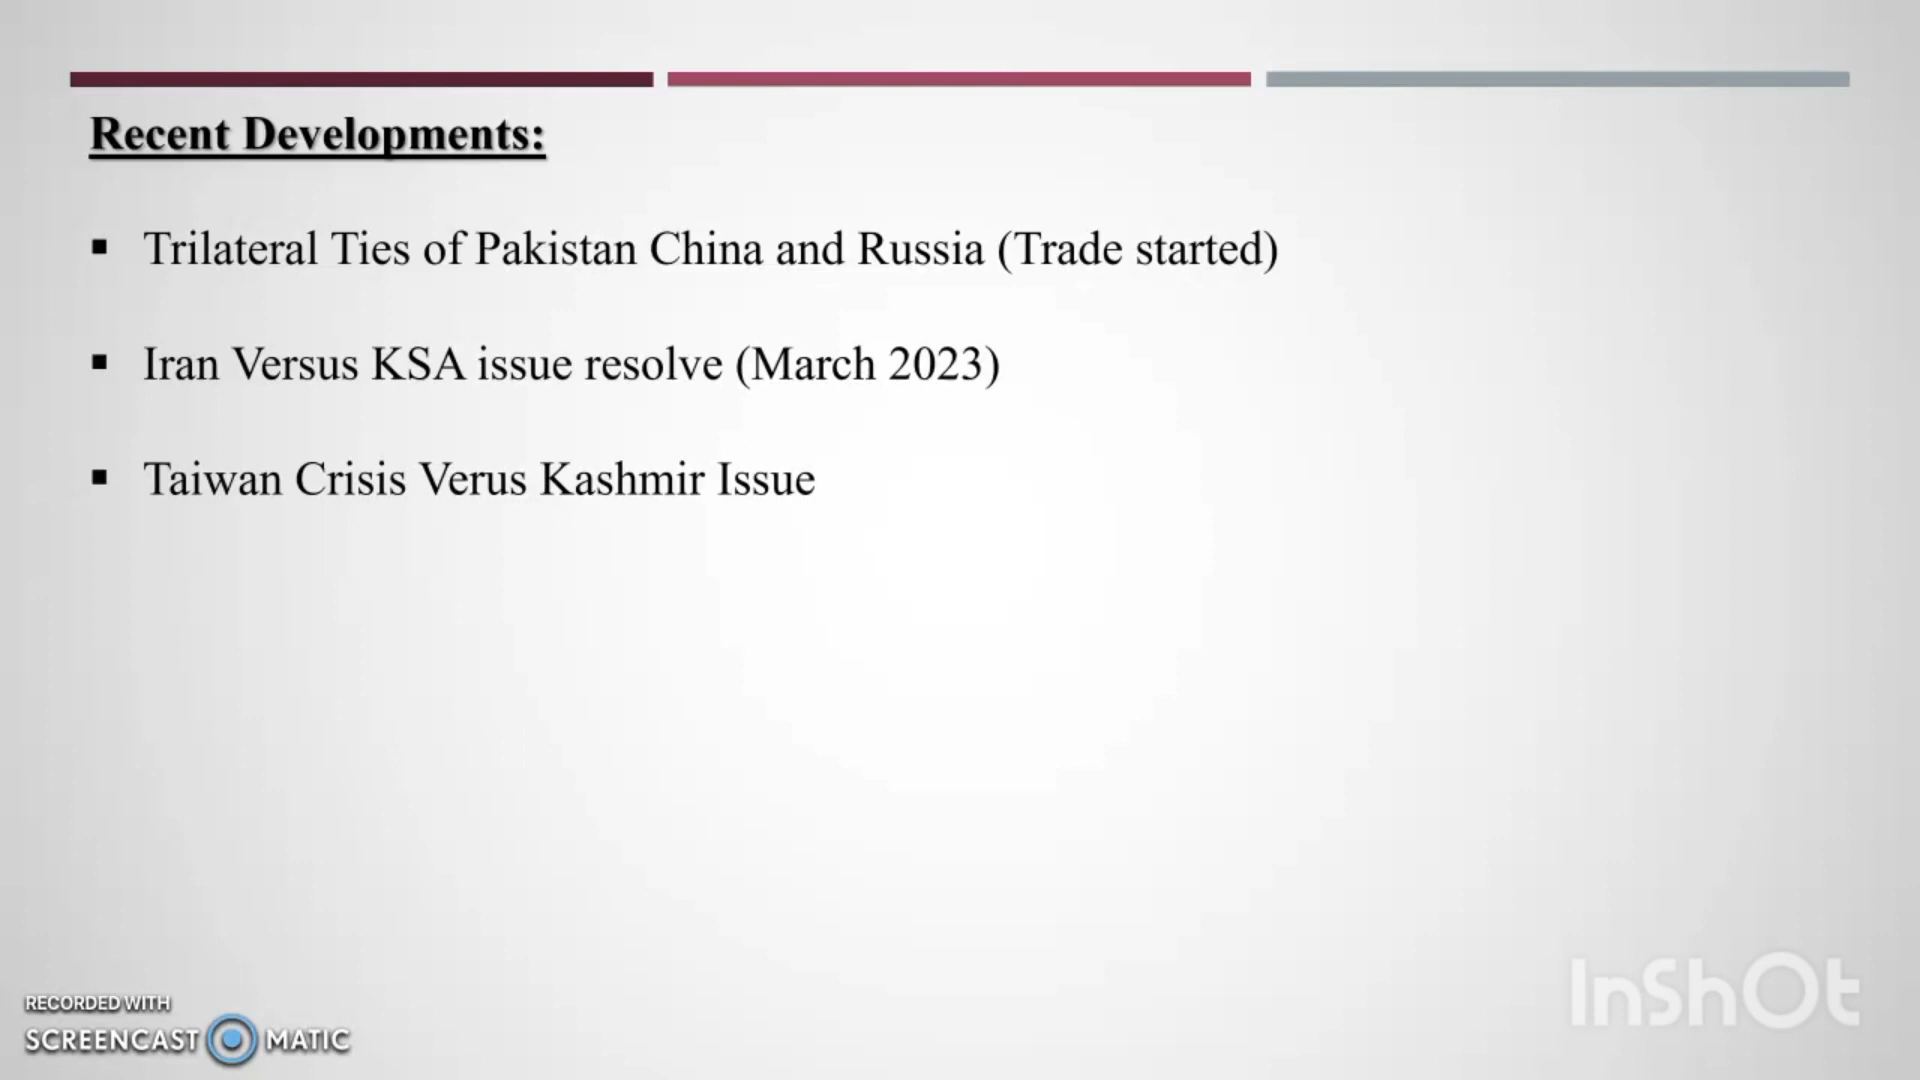 Recent Developments:
▪ Trilateral Ties of Pakistan China and Russia (Trade started)
▪ Iran Versus KSA issue resolve (March 2023)
▪ Taiwan Crisis Verus Kashmir Issue
RECORDED WITH
SCREENCAST MATIC
InShOt